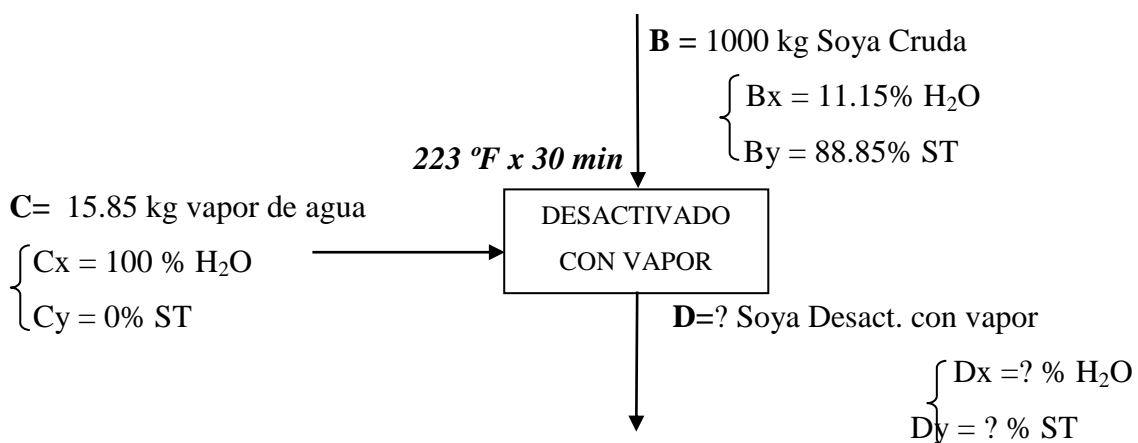 B = 1000 kg Soya Cruda
Bx = 11.15% H₂O
By = 88.85% ST
223 ºF x 30 min
C= 15.85 kg vapor de agua
Cx = 100 % H₂O
Cy = 0% ST
DESACTIVADO
CON VAPOR
D=? Soya Desact. con vapor
Dx =? % H₂O
Dy = ? % ST